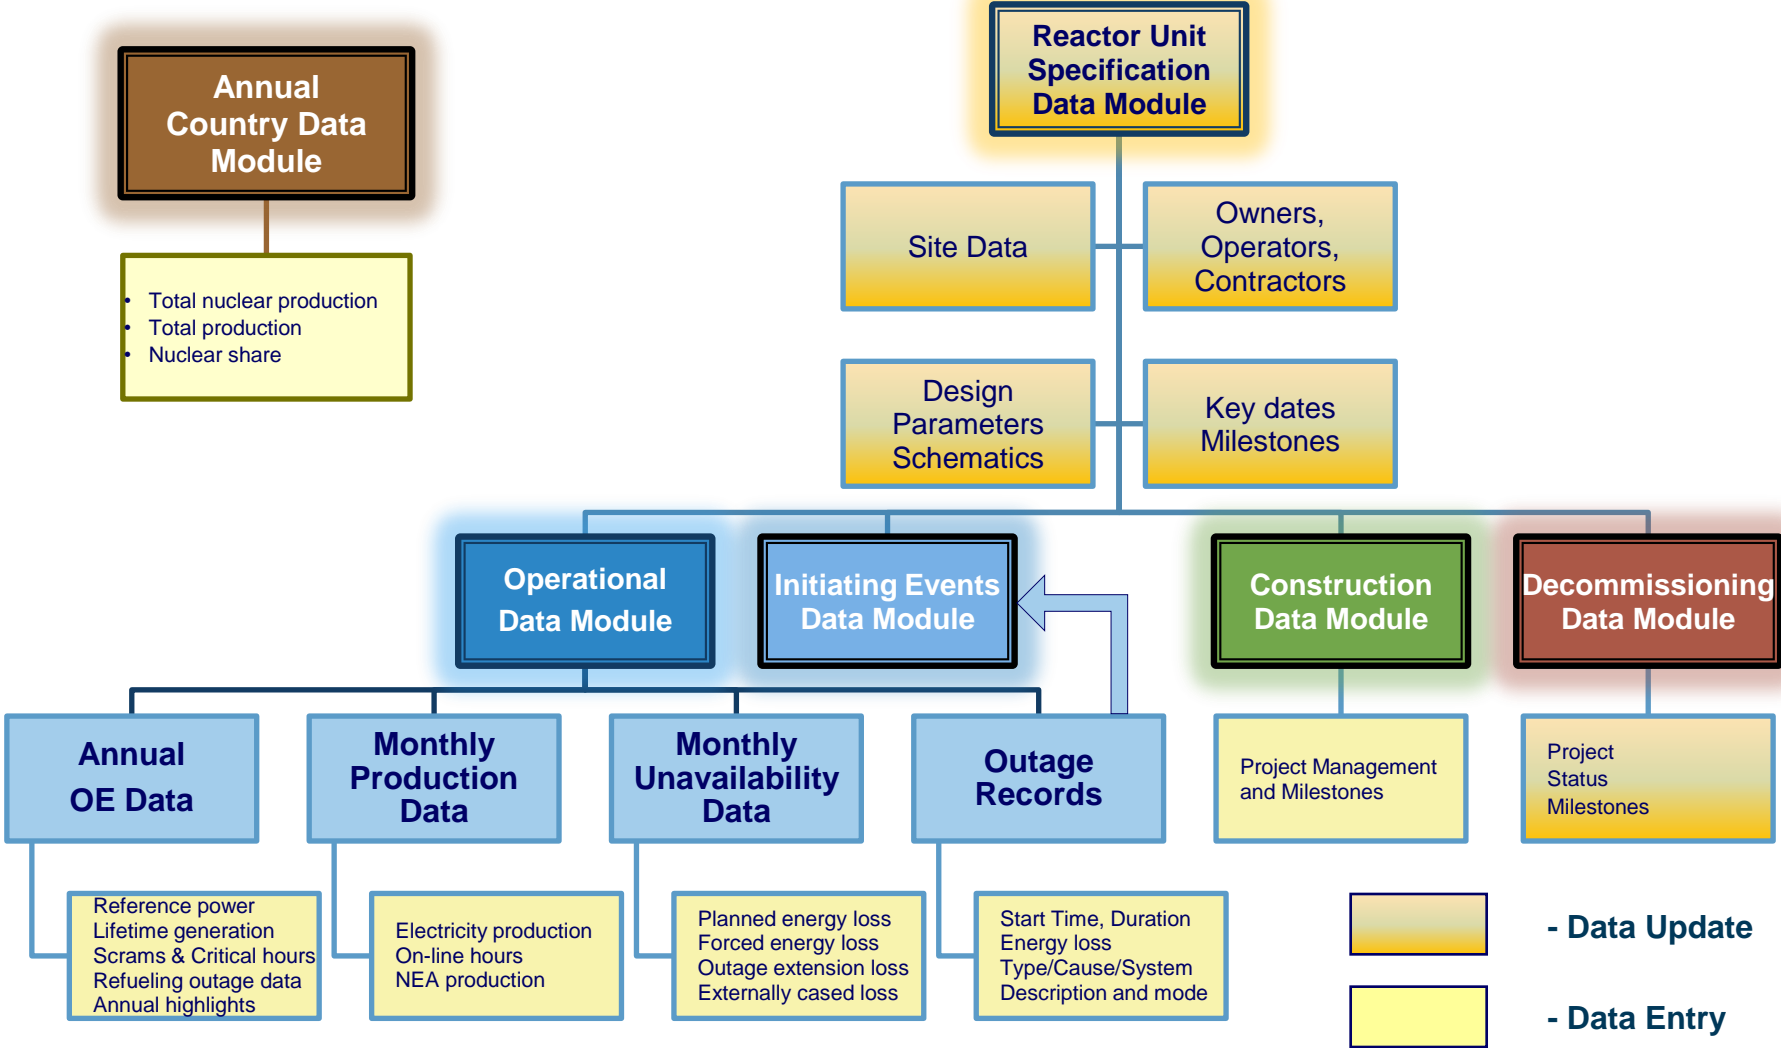 Annual
Country Data
Module
• Total nuclear production
• Total production
• Nuclear share
Reactor Unit
Specification
Data Module
Site Data
Owners,
Operators,
Contractors
Design
Parameters
Schematics
Key dates
Milestones
Operational
Data Module
Initiating Events
Data Module
Construction
Data Module
Decommissioning
Data Module
Annual
OE Data
Monthly
Production
Data
Monthly
Unavailability
Data
Outage
Records
Project Management
and Milestones
Project
Status
Milestones
Reference power
Lifetime generation
Scrams & Critical hours
Refueling outage data
Annual highlights
Electricity production
On-line hours
NEA production
Planned energy loss
Forced energy loss
Outage extension loss
Externally cased loss
Start Time, Duration
Energy loss
Type/Cause/System
Description and mode
- Data Update
- Data Entry